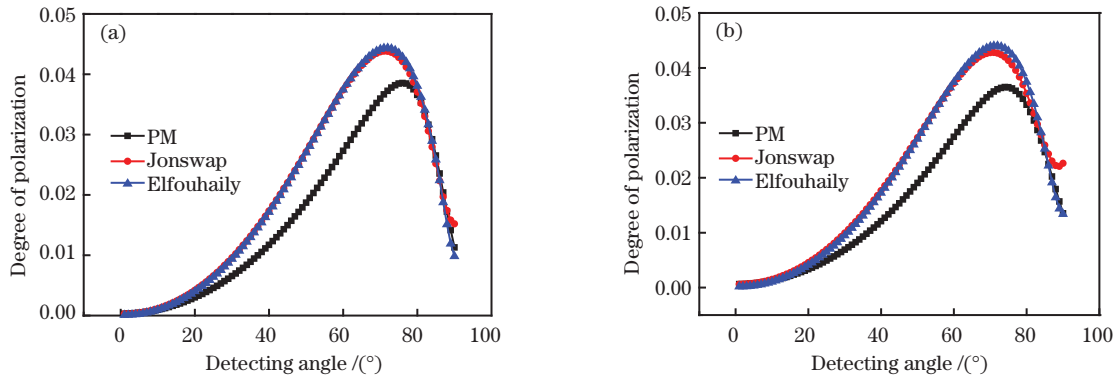 (a)
Degree of polarization
0.05
0.04
0.03
0.02
0.01
0.00
PM
Jonswap
Elfouhaily
0
20
40
60
80
100
Detecting angle /(°)
(b)
Degree of polarization
0.05
0.04
0.03
0.02
0.01
0.00
PM
Jonswap
Elfouhaily
0
20
40
60
80
100
Detecting angle /(°)